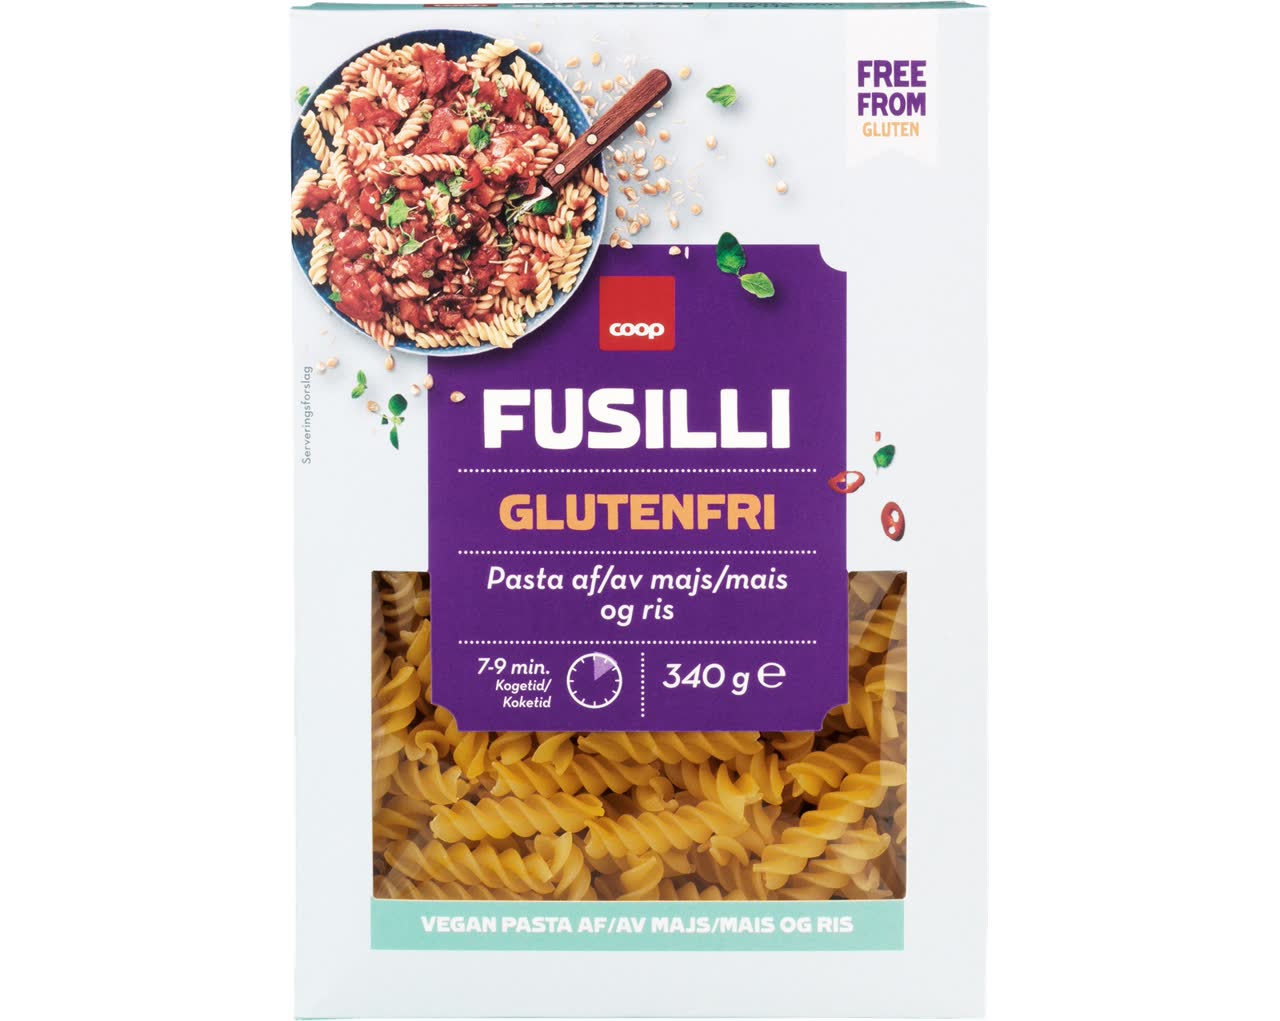 GLUTENFRI
FREE
FROM
GLUTEN
coop
FUSILLI
GLUTENFRI
Pasta af/av majs/mais
og ris
7-9 min.
Kogetid/
Koketid
340 g ℮
Serveringsforslag
VEGAN PASTA AF/AV MAJS/MAIS OG RIS